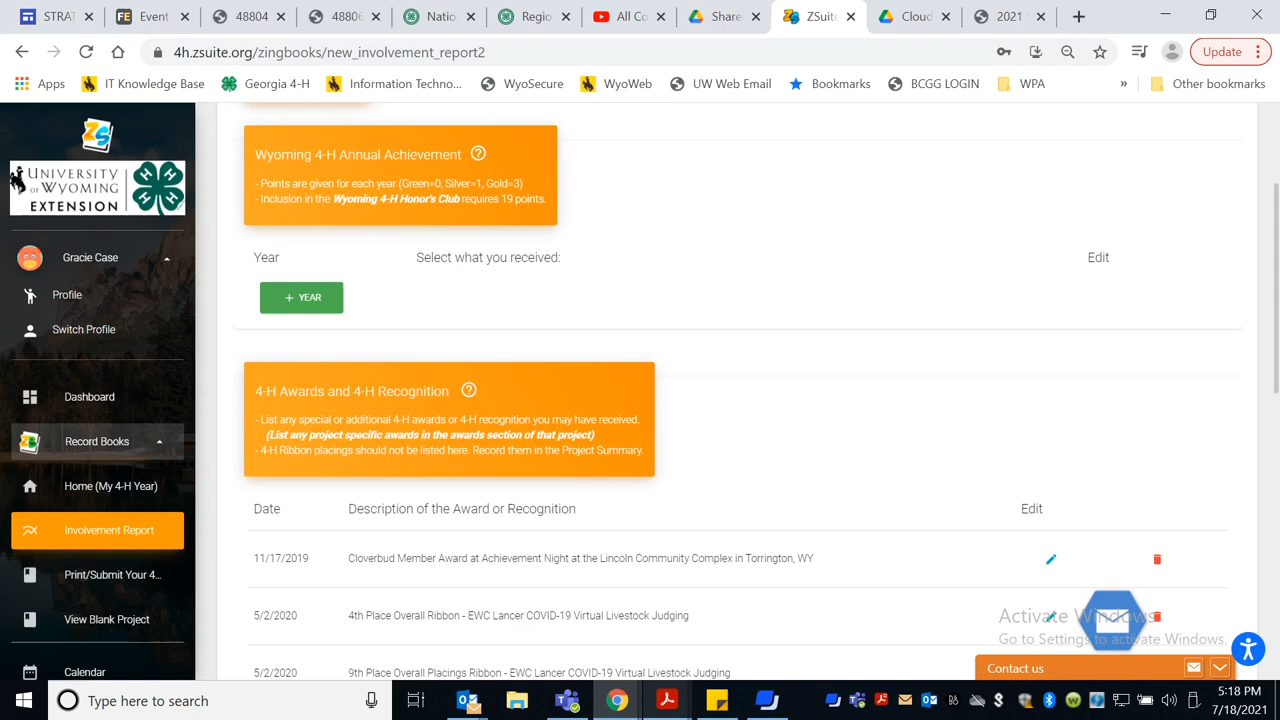 STRAT
Event
48804
48806
Natio
Regio
All Co
Share
ZSuite
Cloud
2021
4h.zsuite.org/zingbooks/new_involvement_report2
Update
Apps
IT Knowledge Base
Georgia 4-H
Information Techno...
WyoSecure
WyoWeb
UW Web Email
Bookmarks
BCGG LOGIN
WPA
»
Other bookmarks
UNIVERSITY
OF WYOMING
EXTENSION
H H H H
Gracie Case
Profile
Switch Profile
Dashboard
Record Books
Home (My 4-H Year)
Involvement Report
Print/Submit Your 4...
View Blank Project
Calendar
Wyoming 4-H Annual Achievement
- Points are given for each year (Green=0, Silver=1, Gold=3)
- Inclusion in the Wyoming 4-H Honor's Club requires 19 points.
Year Select what you received: Edit
+ YEAR
4-H Awards and 4-H Recognition
- List any special or additional 4-H awards or 4-H recognition you may have received.
(List any project specific awards in the awards section of that project)
- 4-H Ribbon placings should not be listed here. Record them in the Project Summary.
Date Description of the Award or Recognition Edit
11/17/2019 Cloverbud Member Award at Achievement Night at the Lincoln Community Complex in Torrington, WY
5/2/2020 4th Place Overall Ribbon - EWC Lancer COVID-19 Virtual Livestock Judging
5/2/2020 9th Place Overall Placings Ribbon - EWC Lancer COVID-19 Virtual Livestock Judging
Activate Windows
Go to Settings to activate Windows.
Contact us
Type here to search
5:18 PM
7/18/2021